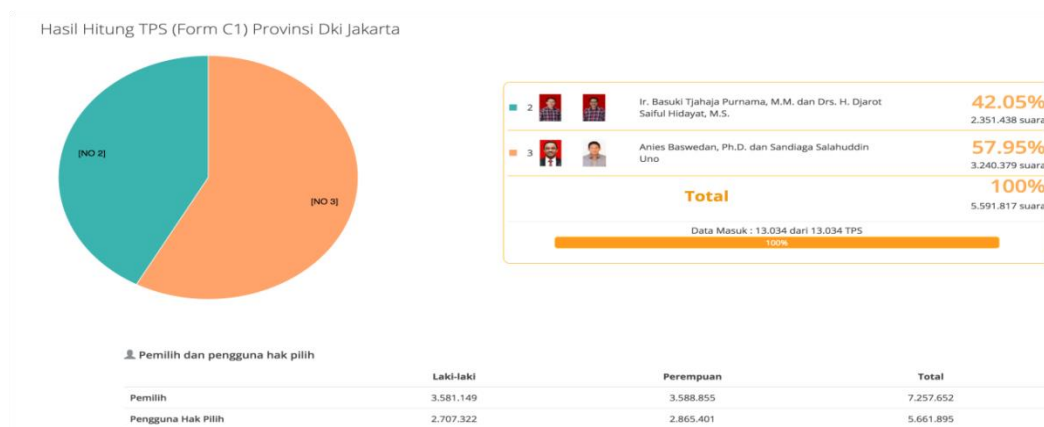 Hasil Hitung TPS (Form C1) Provinsi Dki Jakarta
[NO 2]
[NO 3]
2 Ir. Basuki Tjahaja Purnama, M.M. dan Drs. H. Djarot
Saiful Hidayat, M.S.
42.05%
2.351.438 suara
3 Anies Baswedan, Ph.D. dan Sandiaga Salahuddin
Uno
57.95%
3.240.379 suara
Total
100%
5.591.817 suara
Data Masuk : 13.034 dari 13.034 TPS
100%
Pemilih dan pengguna hak pilih
Laki-laki Perempuan Total
Pemilih 3.581.149 3.588.855 7.257.652
Pengguna Hak Pilih 2.707.322 2.865.401 5.661.895